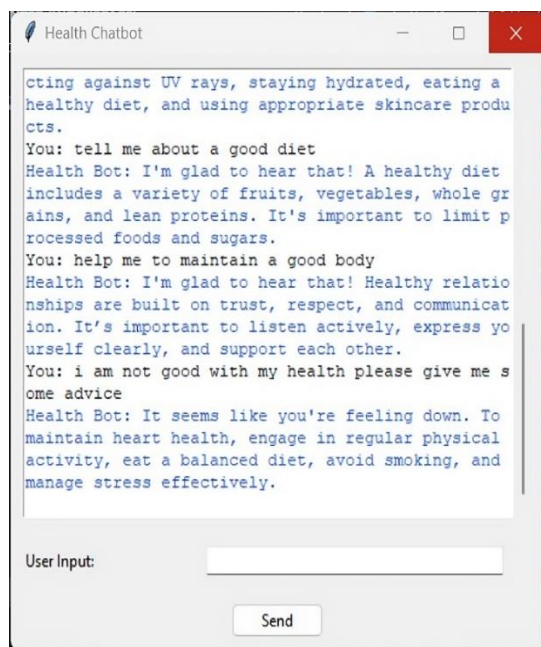 Health Chatbot
cting against UV rays, staying hydrated, eating a
healthy diet, and using appropriate skincare produ
cts.
You: tell me about a good diet
Health Bot: I'm glad to hear that! A healthy diet
includes a variety of fruits, vegetables, whole gr
ains, and lean proteins. It's important to limit p
rocessed foods and sugars.
You: help me to maintain a good body
Health Bot: I'm glad to hear that! Healthy relatio
nships are built on trust, respect, and communicat
ion. It’s important to listen actively, express yo
urself clearly, and support each other.
You: i am not good with my health please give me s
ome advice
Health Bot: It seems like you're feeling down. To
maintain heart health, engage in regular physical
activity, eat a balanced diet, avoid smoking, and
manage stress effectively.
User Input:
Send